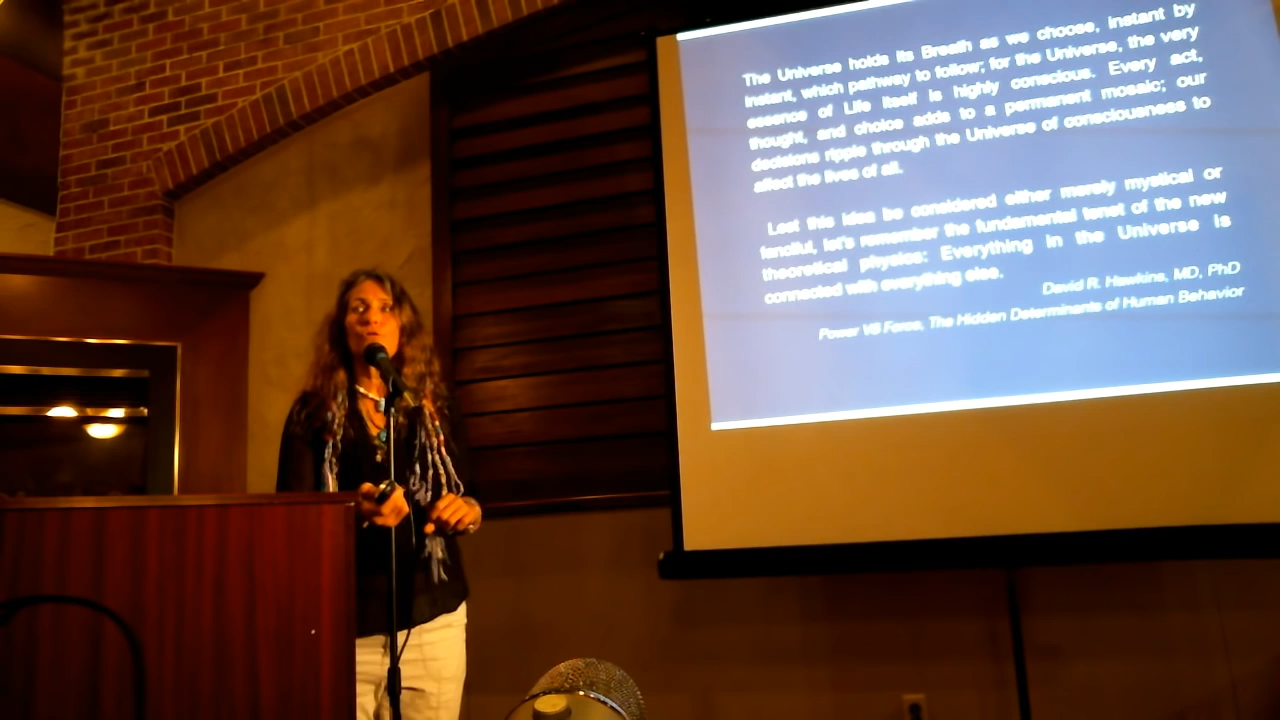 The Universe holds its Breath as we choose, instant by
instant, which pathway to follow; for the Universe, the very
essence of Life itself is highly conscious. Every act,
thought, and choice adds to a permanent mosaic; our
decisions ripple through the Universe of consciousness to
affect the lives of all.
Lest this idea be considered either merely mystical or
fanciful, let's remember the fundamental tenet of the new
theoretical physics: Everything in the Universe is
connected with everything else.
David R. Hawkins, MD, PhD
Power VS Force, The Hidden Determinants of Human Behavior